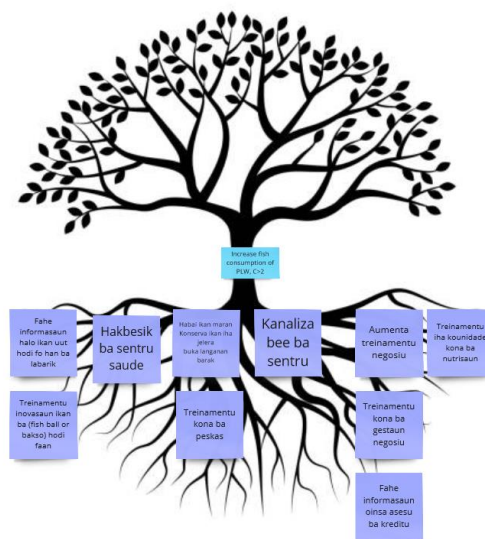 Increase fish
consumption of
PLW, C>2
Fahe
informasaun
halo ikan uut
hodi fo han ba
labarik
Hakbesik
ba sentru
saude
Habai ikan maran
Konserva ikan iha
jelera
buka langanan
barak
Kanaliza
bee ba
sentru
Aumenta
treinamentu
negosiu
Treinamentu
iha kounidade
kona ba
nutrisaun
Treinamentu
inovasaun ikan
ba (fish ball or
bakso) hodi
faan
Treinamentu
kona ba
peskas
Treinamentu
kona ba
gestaun
negosiu
Fahe
informasaun
oinsa asesu
ba kreditu